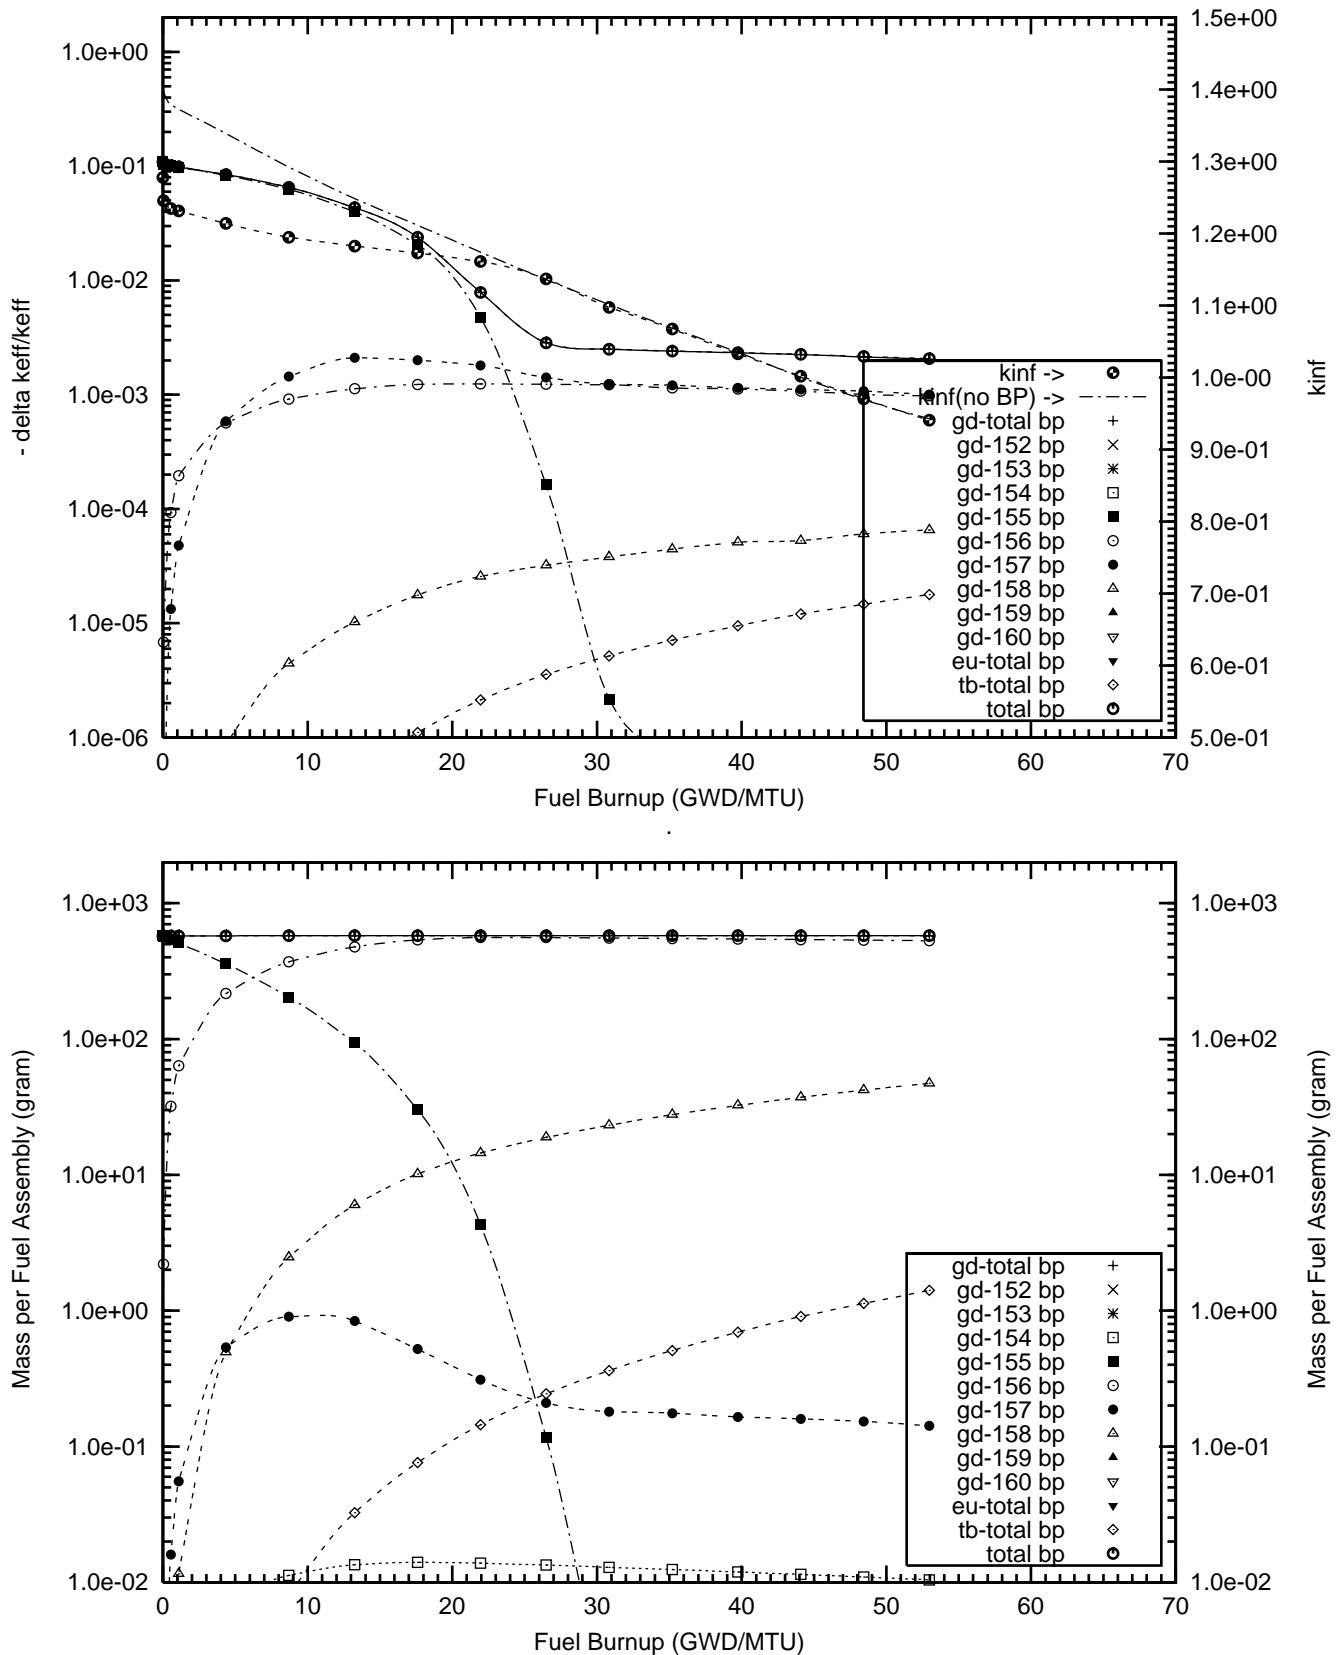 1.0e+00
1.0e-01
1.0e-02
1.0e-03
1.0e-04
1.0e-05
1.0e-06
- delta keff/keff
1.5e+00
1.4e+00
1.3e+00
1.2e+00
1.1e+00
1.0e-00
9.0e-01
8.0e-01
7.0e-01
6.0e-01
5.0e-01
kinf
kinf ->
kinf(no BP) ->
gd-total bp
gd-152 bp
gd-153 bp
gd-154 bp
gd-155 bp
gd-156 bp
gd-157 bp
gd-158 bp
gd-159 bp
gd-160 bp
eu-total bp
tb-total bp
total bp
0 10 20 30 40 50 60 70
Fuel Burnup (GWD/MTU)
.
1.0e+03
1.0e+02
1.0e+01
1.0e+00
1.0e-01
1.0e-02
Mass per Fuel Assembly (gram)
1.0e+03
1.0e+02
1.0e+01
1.0e+00
1.0e-01
1.0e-02
Mass per Fuel Assembly (gram)
gd-total bp
gd-152 bp
gd-153 bp
gd-154 bp
gd-155 bp
gd-156 bp
gd-157 bp
gd-158 bp
gd-159 bp
gd-160 bp
eu-total bp
tb-total bp
total bp
0 10 20 30 40 50 60 70
Fuel Burnup (GWD/MTU)